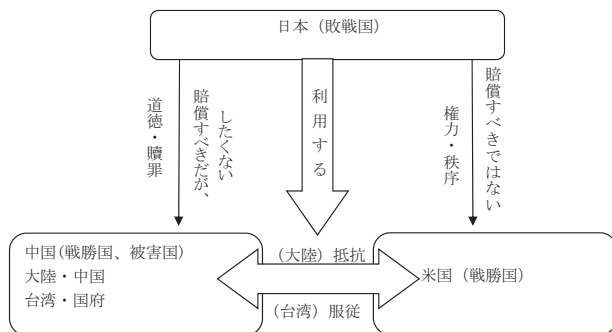 日本（敗戦国）
賠償すべきではない
権力・秩序
利用する
したくない
賠償すべきだが、
道徳・贖罪
中国(戦勝国、被害国)
大陸・中国
台湾・国府
（大陸）抵抗
（台湾）服従
米国（戦勝国）